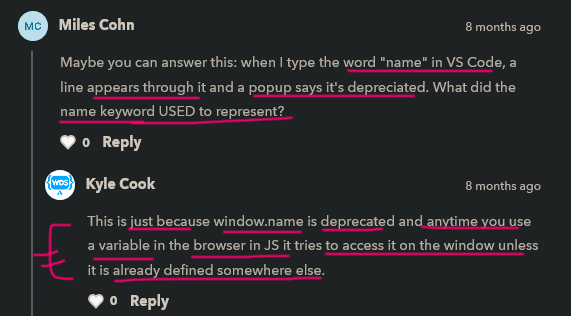 MC Miles Cohn 8 months ago
Maybe you can answer this: when I type the word "name" in VS Code, a
line appears through it and a popup says it's depreciated. What did the
name keyword USED to represent?
0 Reply
{WDS} Kyle Cook 8 months ago
A
This is just because window.name is deprecated and anytime you use
a variable in the browser in JS it tries to access it on the window unless
it is already defined somewhere else.
0 Reply